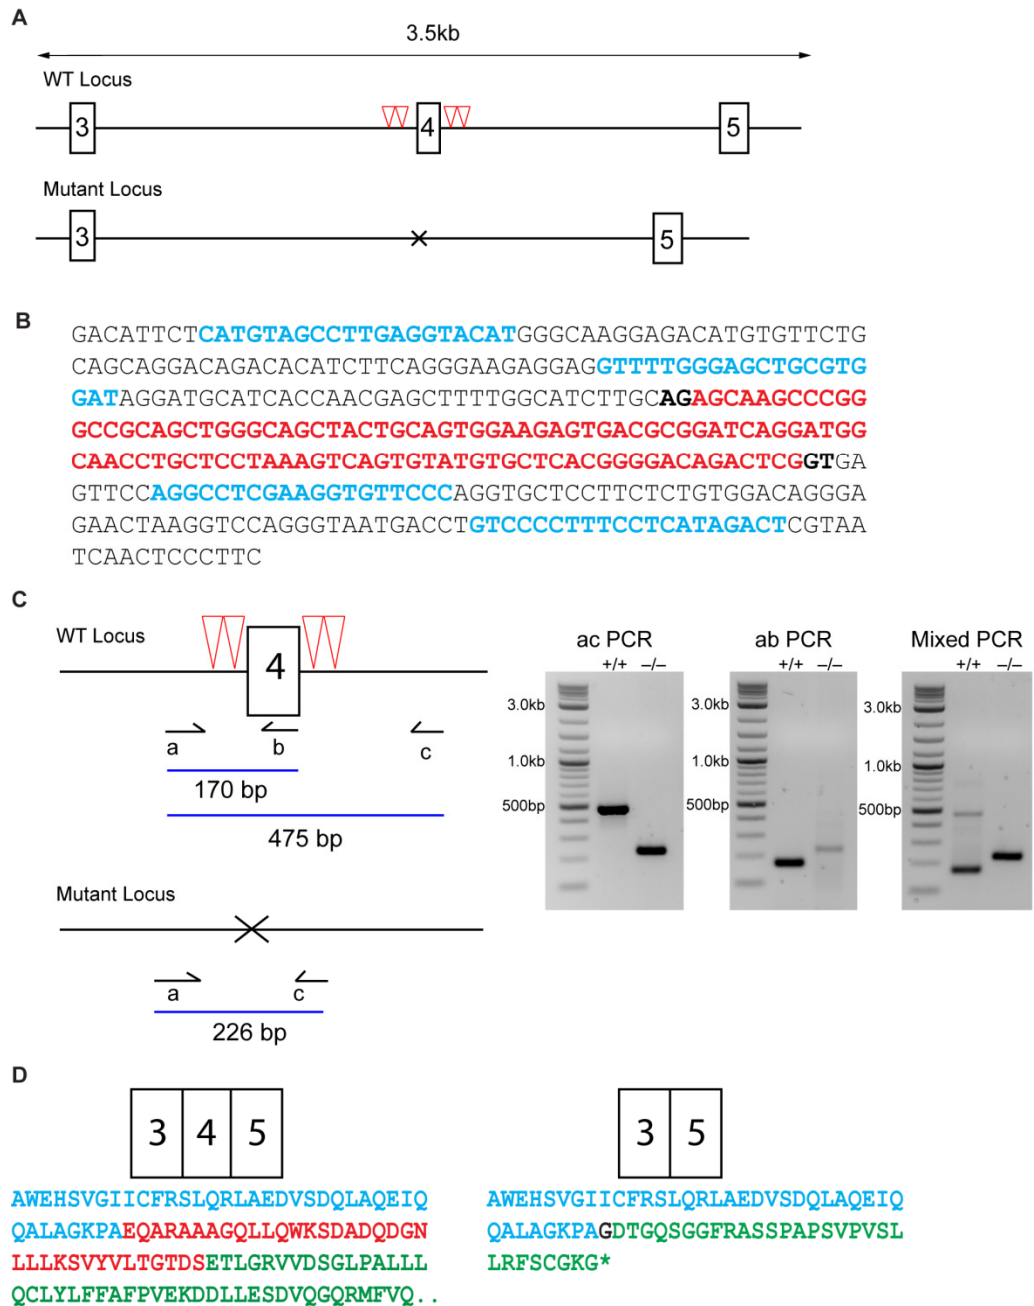 A
3.5kb
WT Locus
3
4
5
Mutant Locus
3
5
B
GACATTCTCATGTAGCCTTGAGGTACATGGGCAAGGAGACATGTGTTCTG
CAGCAGGACAGACACATCTTCAGGGAAGAGGAGGTTTTGGGAGCTGCGTG
GATAGGATGCATCACCAACGAGCTTTTGGCATCTTGCAGAGCAAGCCCGG
GCCGCAGCTGGGCAGCTACTGCAGTGGAAGAGTGACGCGGATCAGGATGG
CAACCTGCTCCTAAAGTCAGTGTATGTGCTCACGGGGACAGACTCGGTGA
GTTCCAGGCCTCGAAGGTGTTCCCAGGTGCTCCTTCTCTGTGGACAGGGA
GAACTAAGGTCCAGGGTAATGACCTGTCCCCTTTCCTCATAGACTCGTAA
TCAACTCCCTTC
C
WT Locus
4
a
b
c
170 bp
475 bp
Mutant Locus
a
c
226 bp
ac PCR
+/+ –/–
3.0kb
1.0kb
500bp
ab PCR
+/+ –/–
3.0kb
1.0kb
500bp
Mixed PCR
+/+ –/–
3.0kb
1.0kb
500bp
D
3 4 5
AWEHSVGIICFRSLQRLAEDVSDQLAQEIQ
QALAGKPAEQARAAAGQLLQWKSDADQDGN
LLLKSVYVLTGTDSETLGRVVDSGLPALLL
QCLYLFFAFPVEKDDLLESDVQGQRMFVQ..
3 5
AWEHSVGIICFRSLQRLAEDVSDQLAQEIQ
QALAGKPAGDTGQSGGFRASSPAPSVPVSL
LRFSCGKG*